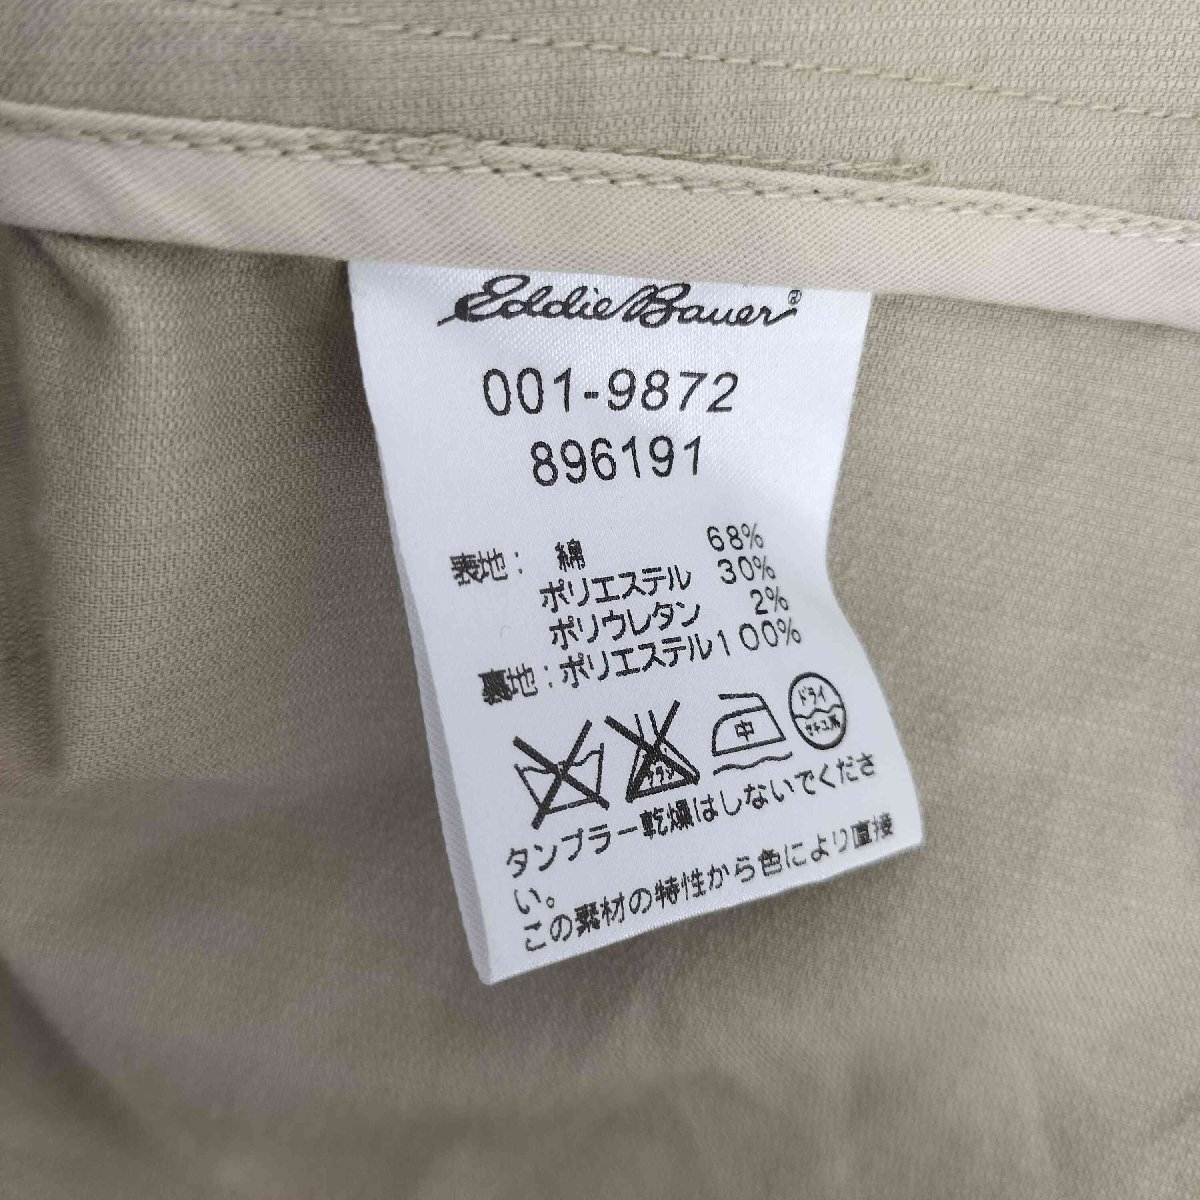 Eddie Bauer®
001-9872
896191
表地: 綿 68%
ポリエステル 30%
ポリウレタン 2%
裏地:ポリエステル100%
中 ドライ
タンブラー乾燥はしないでくださ
い。
この素材の特性から色により直接